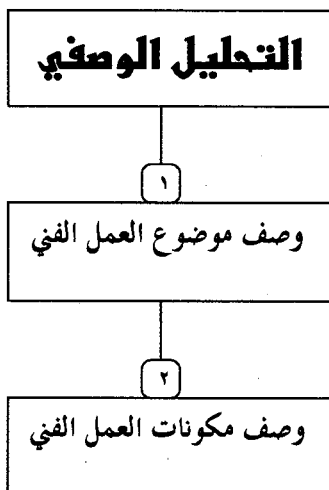 التحليل الوصفي
١
وصف موضوع العمل الفني
٢
وصف مكونات العمل الفني